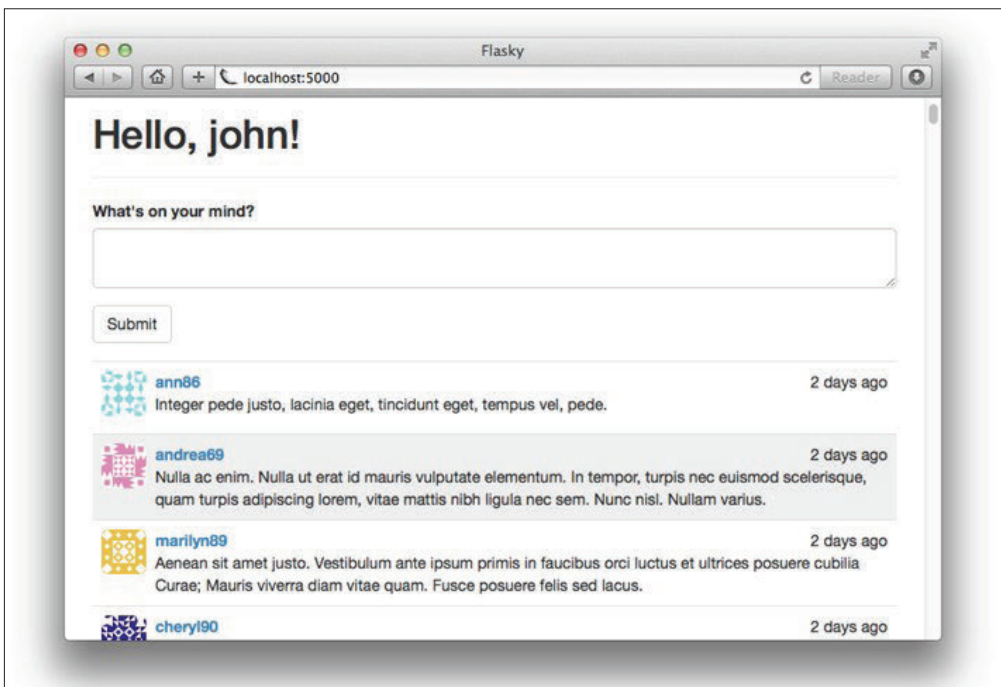 Flasky
localhost:5000
Reader
Hello, john!
What's on your mind?
Submit
ann86 2 days ago
Integer pede justo, lacinia eget, tincidunt eget, tempus vel, pede.
andrea69 2 days ago
Nulla ac enim. Nulla ut erat id mauris vulputate elementum. In tempor, turpis nec euismod scelerisque,
quam turpis adipiscing lorem, vitae mattis nibh ligula nec sem. Nunc nisl. Nullam varius.
marilyn89 2 days ago
Aenean sit amet justo. Vestibulum ante ipsum primis in faucibus orci luctus et ultrices posuere cubilia
Curae; Mauris viverra diam vitae quam. Fusce posuere felis sed lacus.
cheryl90 2 days ago